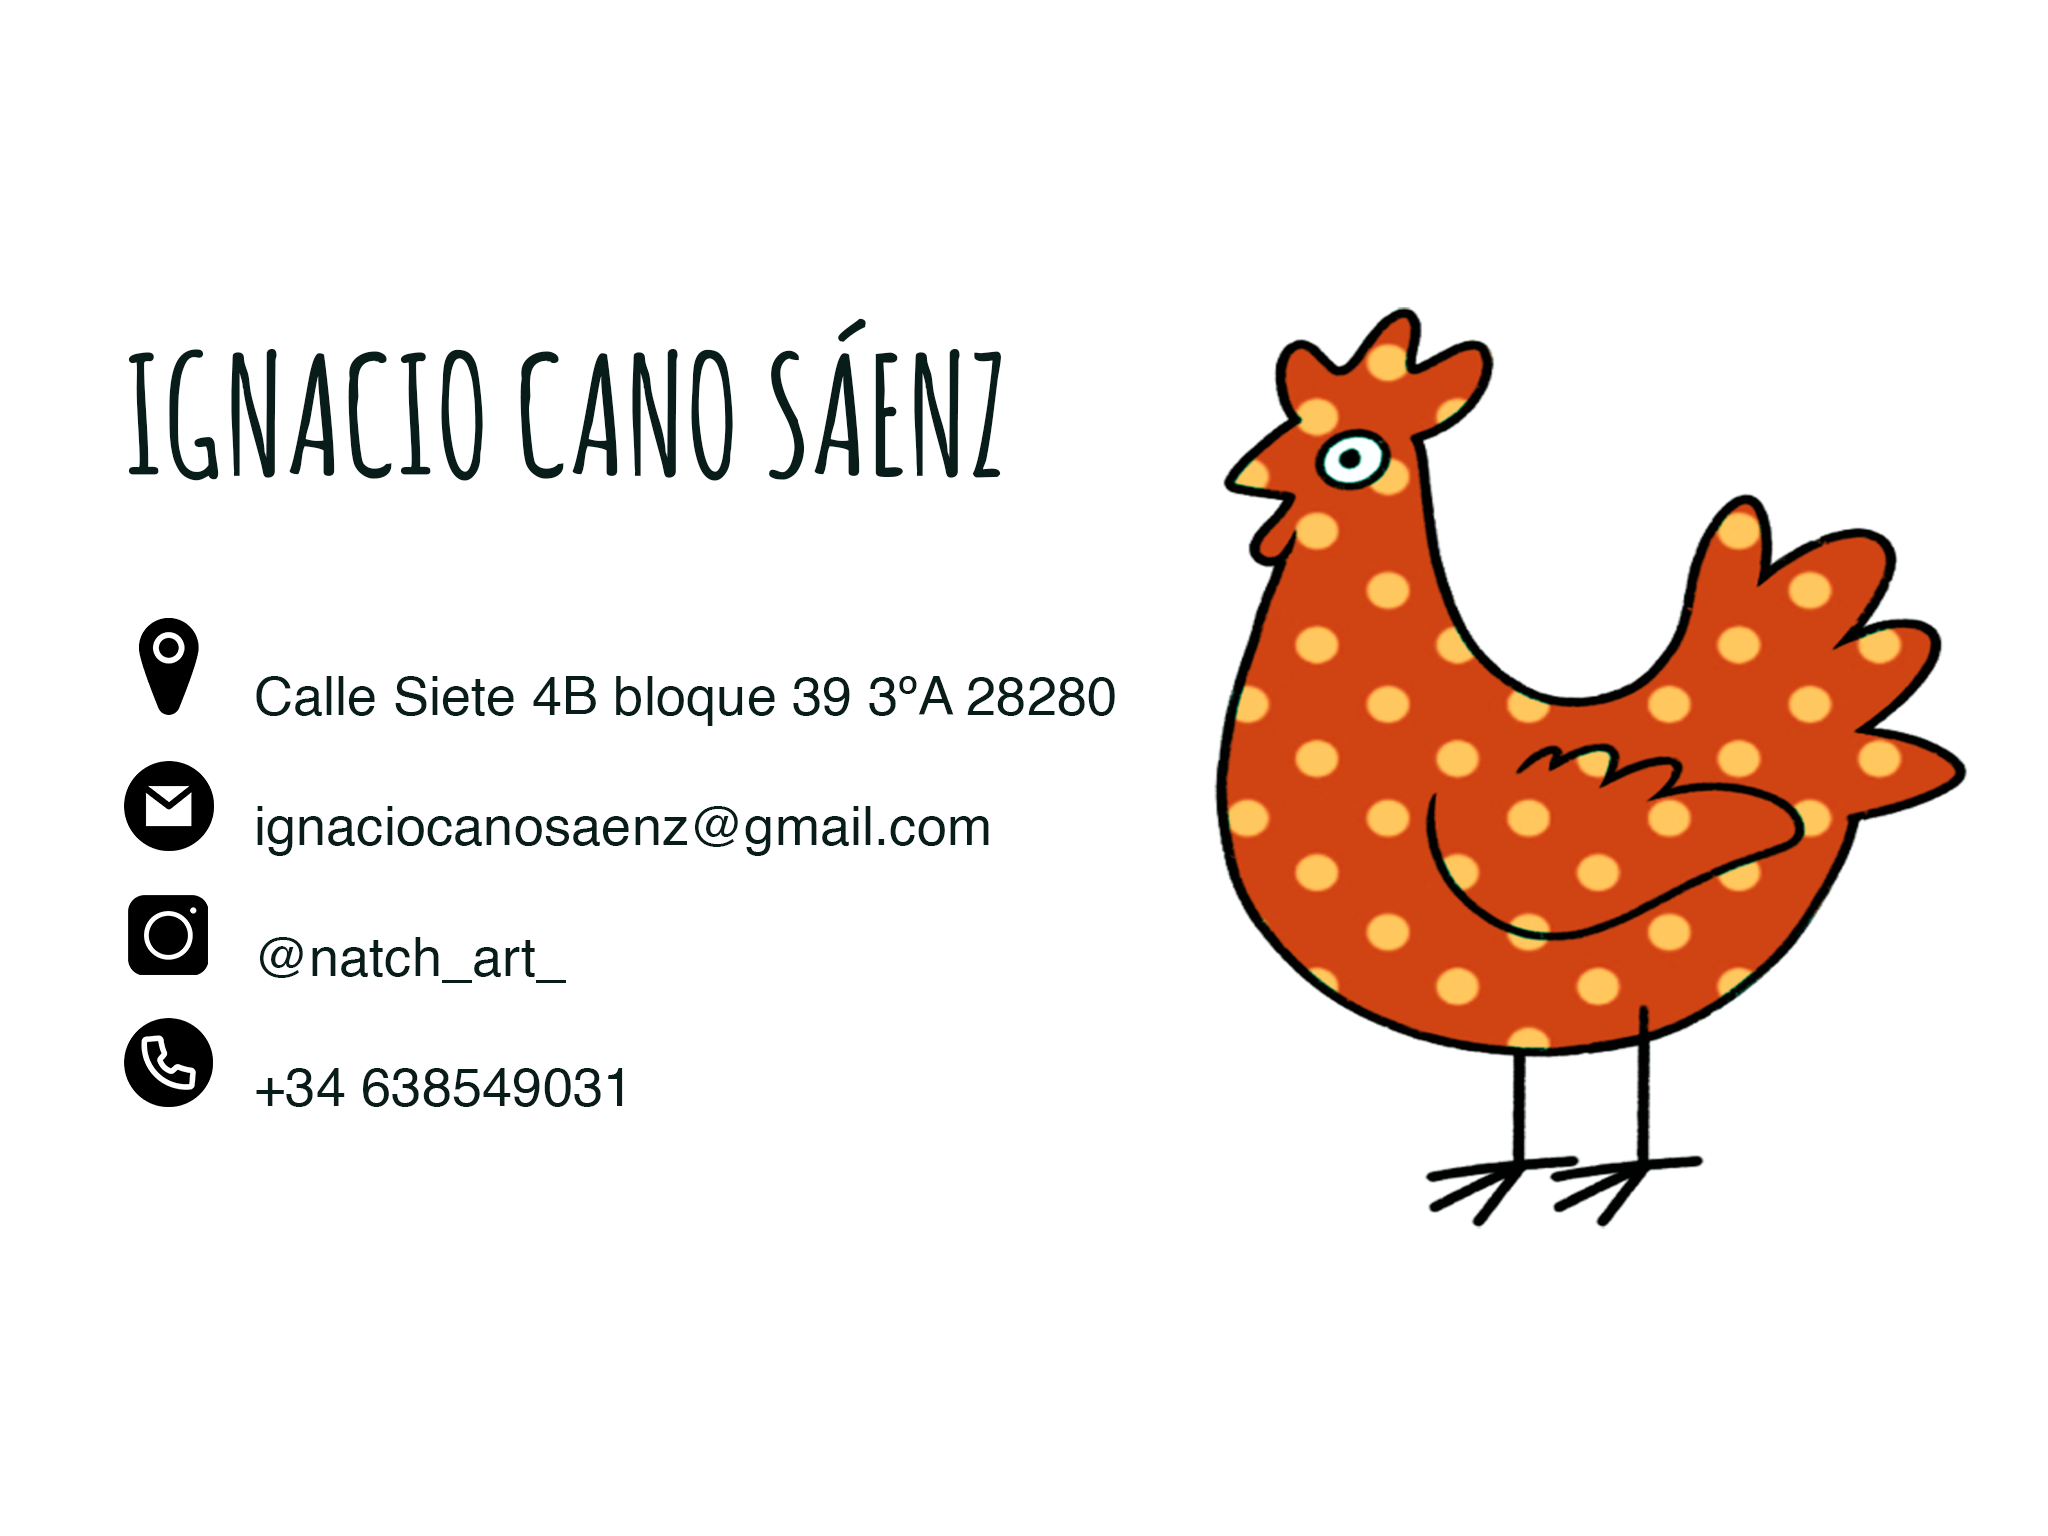 IGNACIO CANO SÁENZ
Calle Siete 4B bloque 39 3ºA 28280
ignaciocanosaenz@gmail.com
@natch_art_
+34 638549031